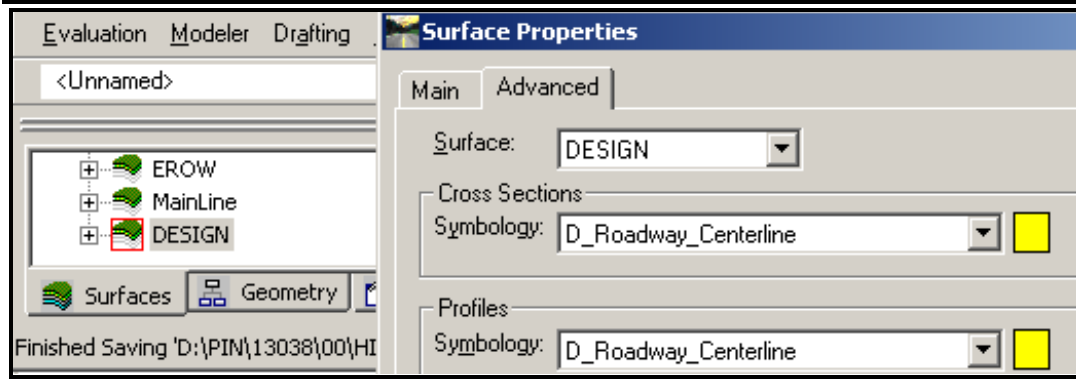 Evaluation Modeler Drafting
<Unnamed>
EROW
MainLine
DESIGN
Surfaces Geometry
Finished Saving 'D:\PIN\13038\00\HI
Surface Properties
Main Advanced
Surface: DESIGN
Cross Sections
Symbology: D_Roadway_Centerline
Profiles
Symbology: D_Roadway_Centerline